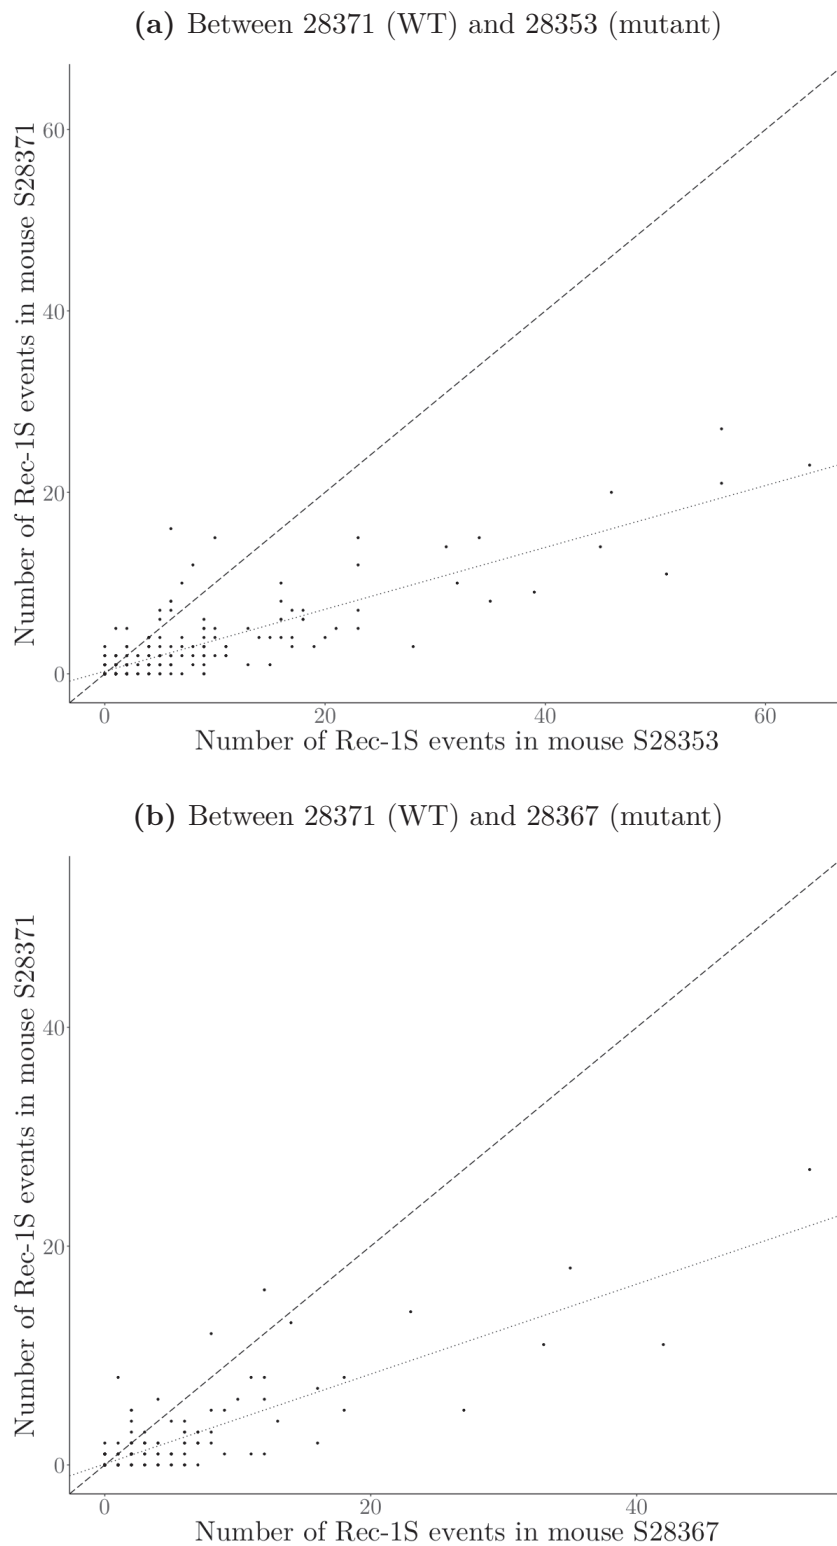 (a) Between 28371 (WT) and 28353 (mutant)
Number of Rec-1S events in mouse S28371
60
40
20
0
0 20 40 60
Number of Rec-1S events in mouse S28353
(b) Between 28371 (WT) and 28367 (mutant)
Number of Rec-1S events in mouse S28371
40
20
0
0 20 40
Number of Rec-1S events in mouse S28367